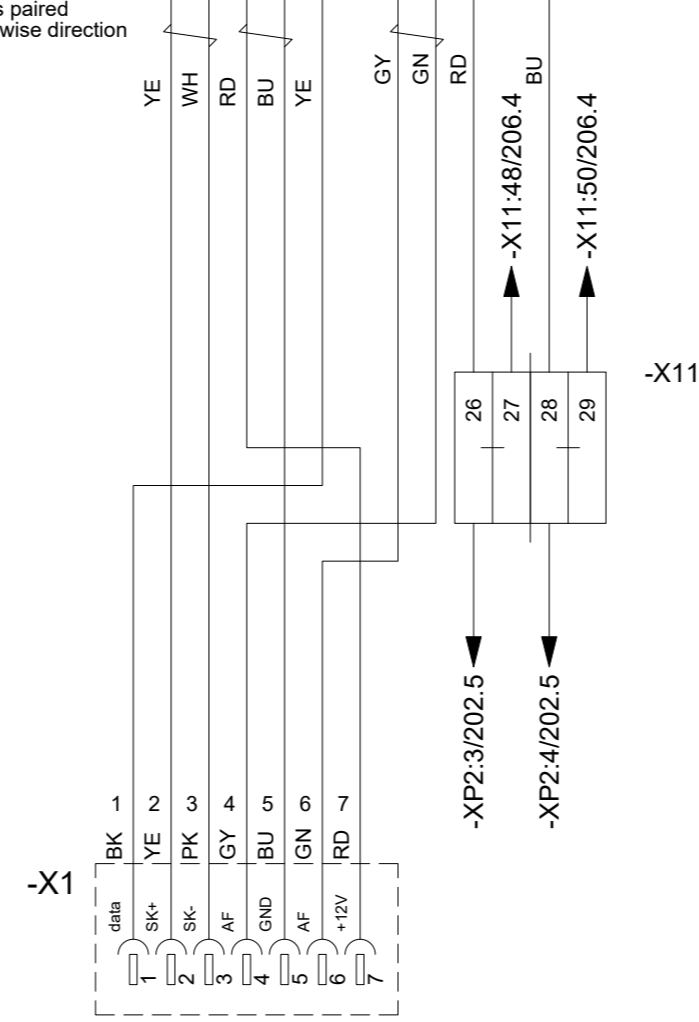 s paired
wise direction
YE
WH
RD
BU
YE
GY
GN
RD
BU
-X11:48/206.4
-X11:50/206.4
-X11
26
27
28
29
-XP2:3/202.5
-XP2:4/202.5
1
2
3
4
5
6
7
BK
YE
PK
GY
BU
GN
RD
-X1
data
SK+
SK-
AF
GND
AF
+12V
1
2
3
4
5
6
7